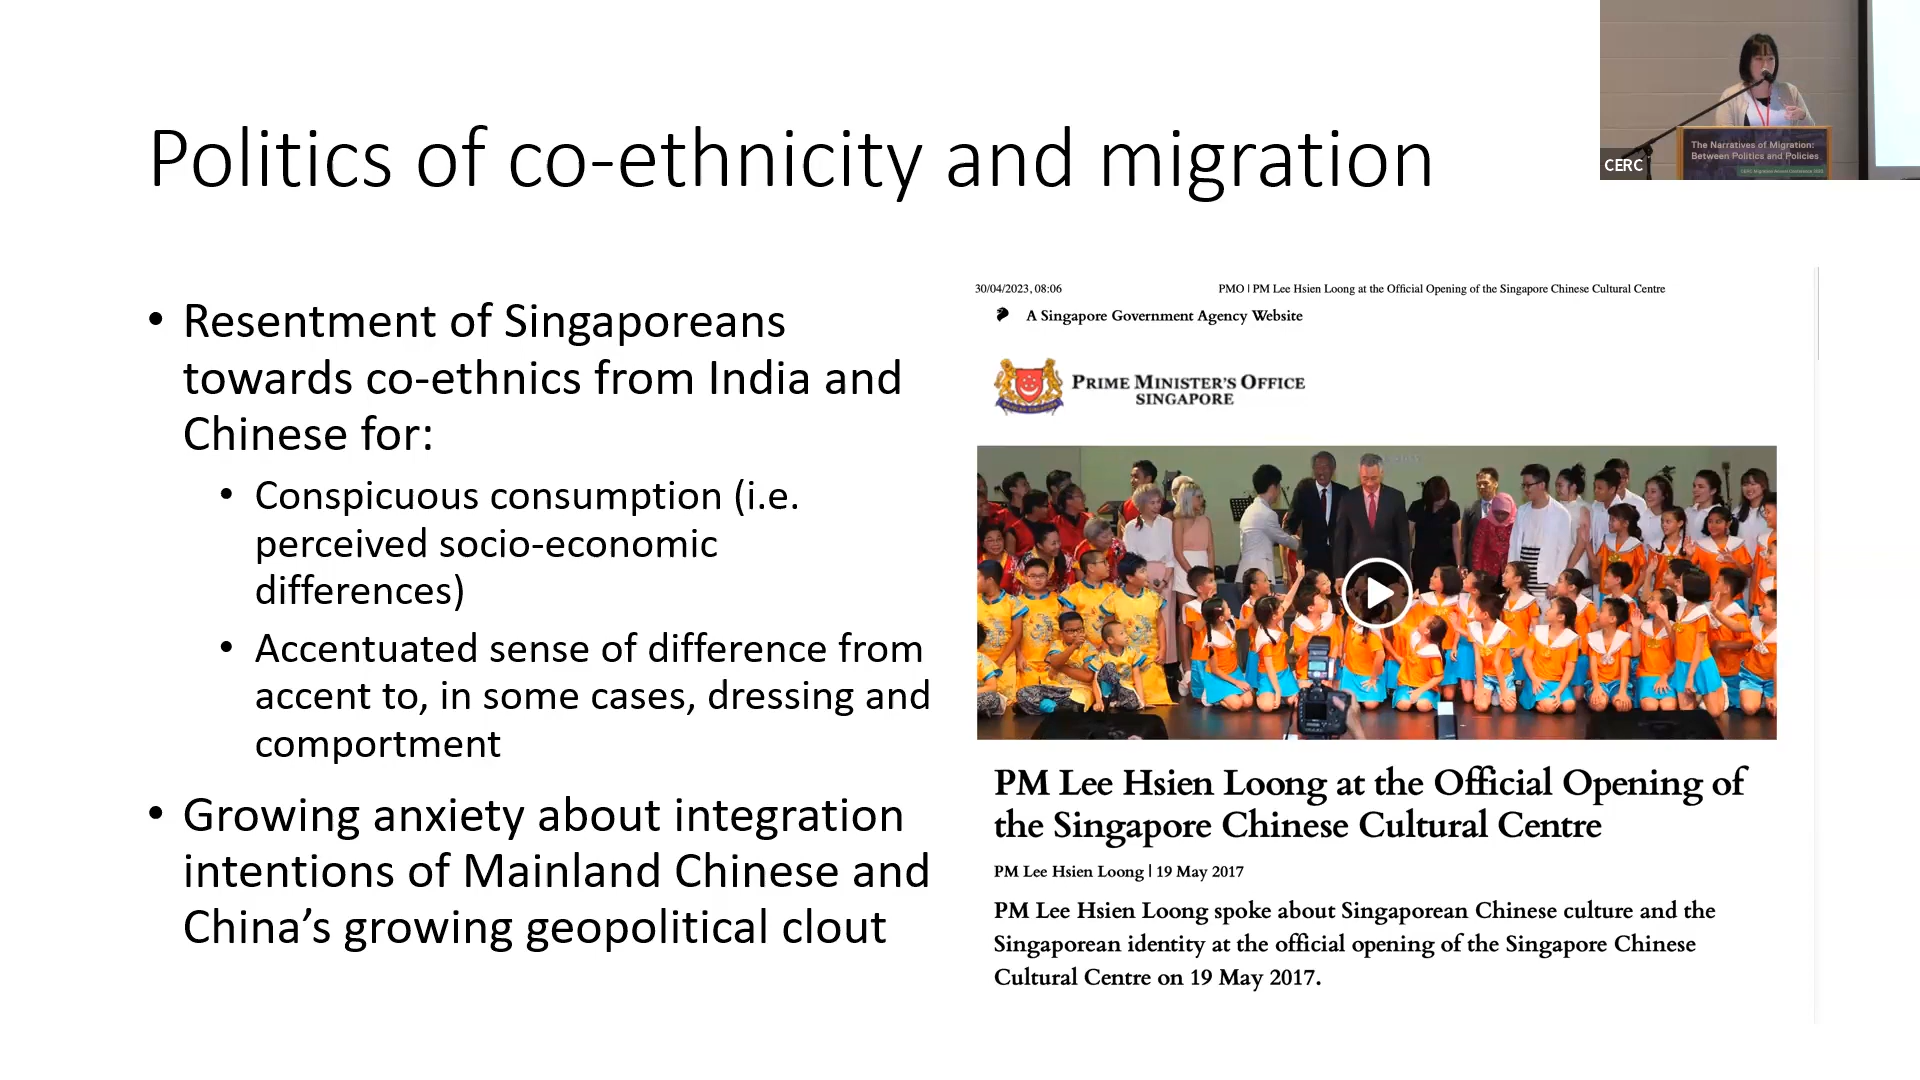 Politics of co-ethnicity and migration
The Narratives of Migration:
Between Politics and Policies
CERC Migration Annual Conference 2023
CERC
• Resentment of Singaporeans
towards co-ethnics from India and
Chinese for:
• Conspicuous consumption (i.e.
perceived socio-economic
differences)
• Accentuated sense of difference from
accent to, in some cases, dressing and
comportment
• Growing anxiety about integration
intentions of Mainland Chinese and
China’s growing geopolitical clout
30/04/2023, 08:06
PMO | PM Lee Hsien Loong at the Official Opening of the Singapore Chinese Cultural Centre
A Singapore Government Agency Website
PRIME MINISTER'S OFFICE
SINGAPORE
PM Lee Hsien Loong at the Official Opening of
the Singapore Chinese Cultural Centre
PM Lee Hsien Loong | 19 May 2017
PM Lee Hsien Loong spoke about Singaporean Chinese culture and the
Singaporean identity at the official opening of the Singapore Chinese
Cultural Centre on 19 May 2017.